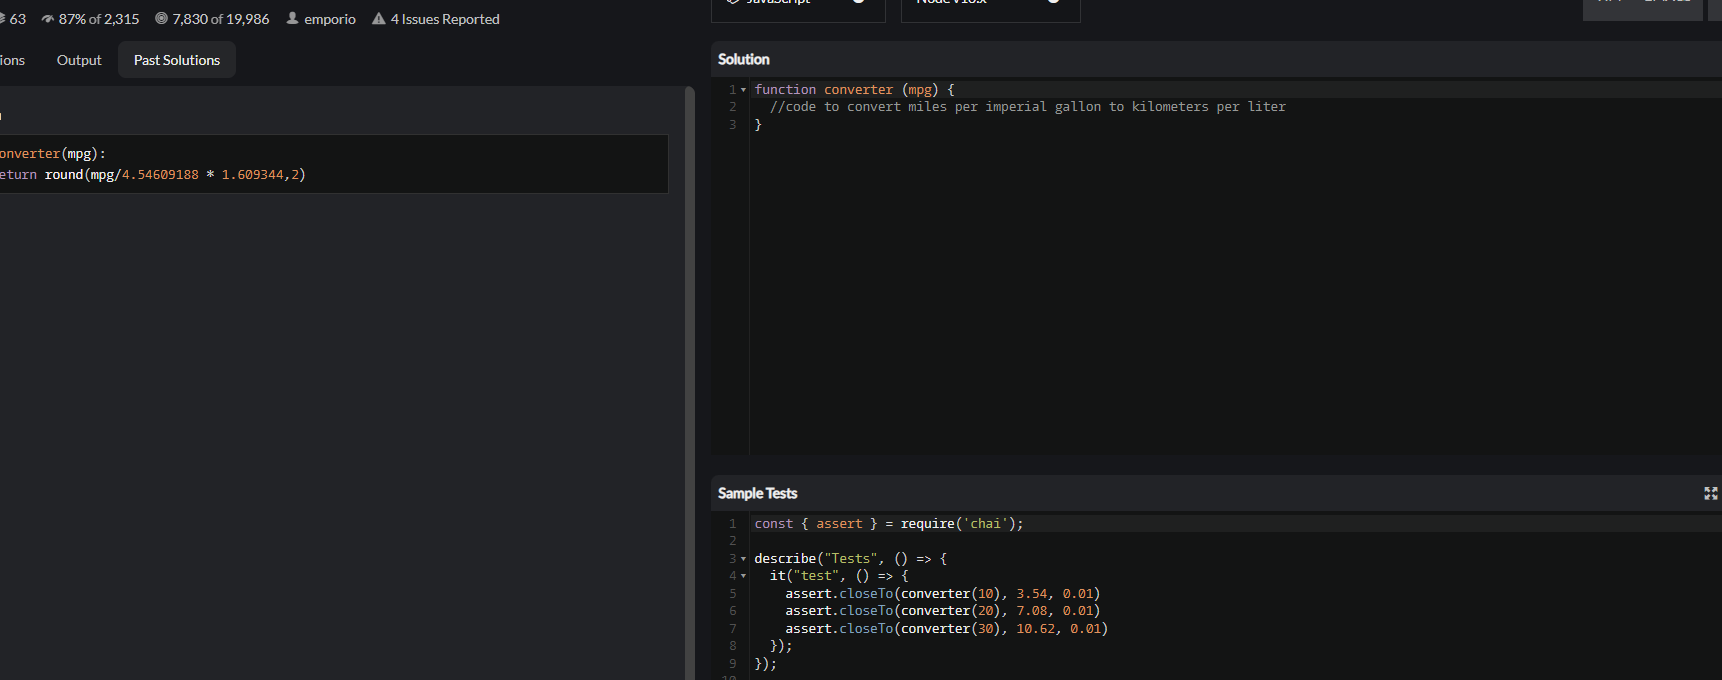 63 87% of 2,315 7,830 of 19,986 emporio 4 Issues Reported
JavaScript
ions Output Past Solutions
onverter(mpg):
eturn round(mpg/4.54609188 * 1.609344,2)
Solution
1 function converter (mpg) {
2 //code to convert miles per imperial gallon to kilometers per liter
3 }
Sample Tests
1 const { assert } = require('chai');
2
3 describe("Tests", () => {
4 it("test", () => {
5 assert.closeTo(converter(10), 3.54, 0.01)
6 assert.closeTo(converter(20), 7.08, 0.01)
7 assert.closeTo(converter(30), 10.62, 0.01)
8 });
9 });
10